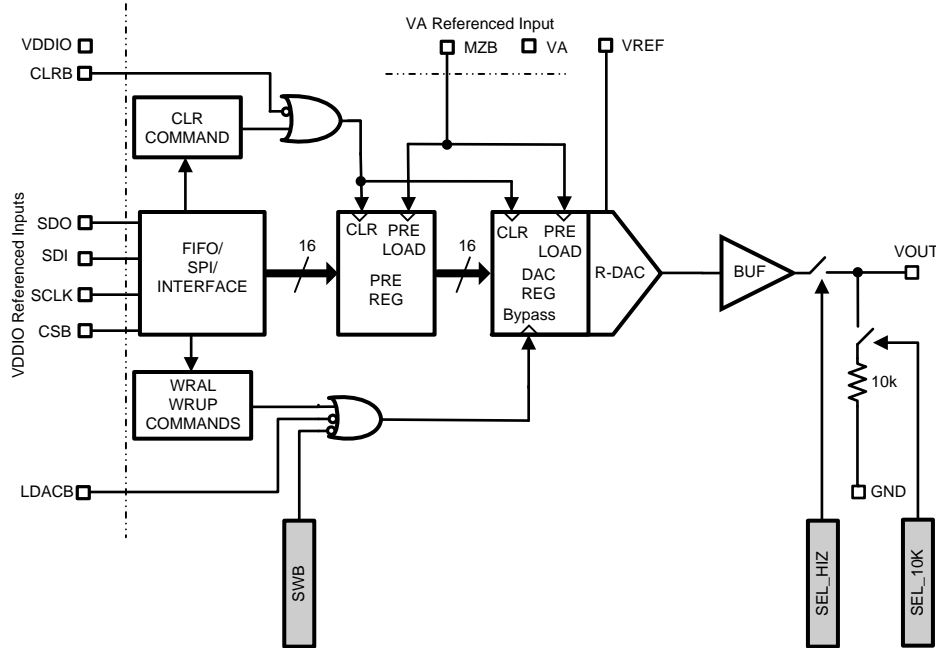 VA Referenced Input
VDDIO
MZB
VA
VREF
CLRB
CLR
COMMAND
VDDIO Referenced Inputs
SDO
SDI
SCLK
CSB
FIFO/
SPI/
INTERFACE
16
CLR
PRE
LOAD
PRE
REG
16
CLR
PRE
LOAD
DAC
REG
Bypass
R-DAC
BUF
VOUT
10k
GND
WRAL
WRUP
COMMANDS
LDACB
SWB
SEL_HIZ
SEL_10K